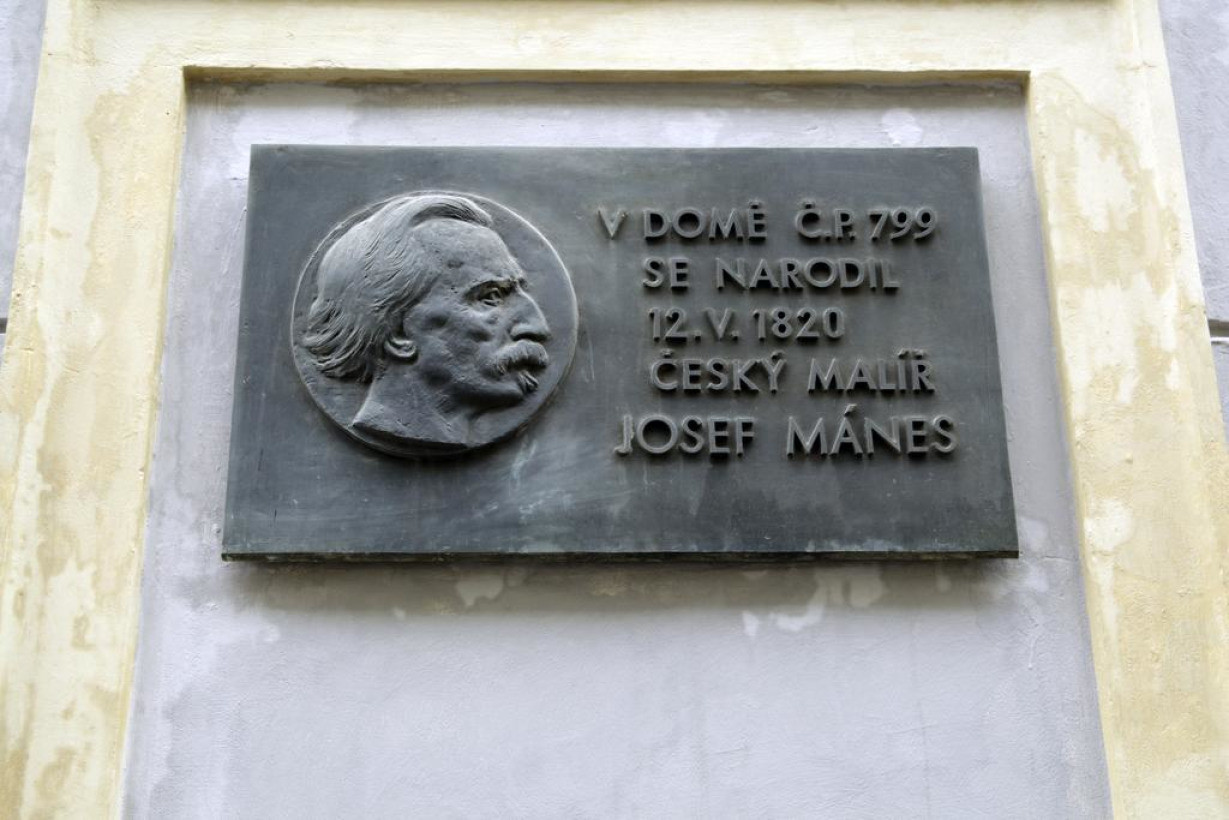 V DOMĚ Č.P. 799
SE NARODIL
12.V. 1820
ČESKÝ MALÍŘ
JOSEF MÁNES